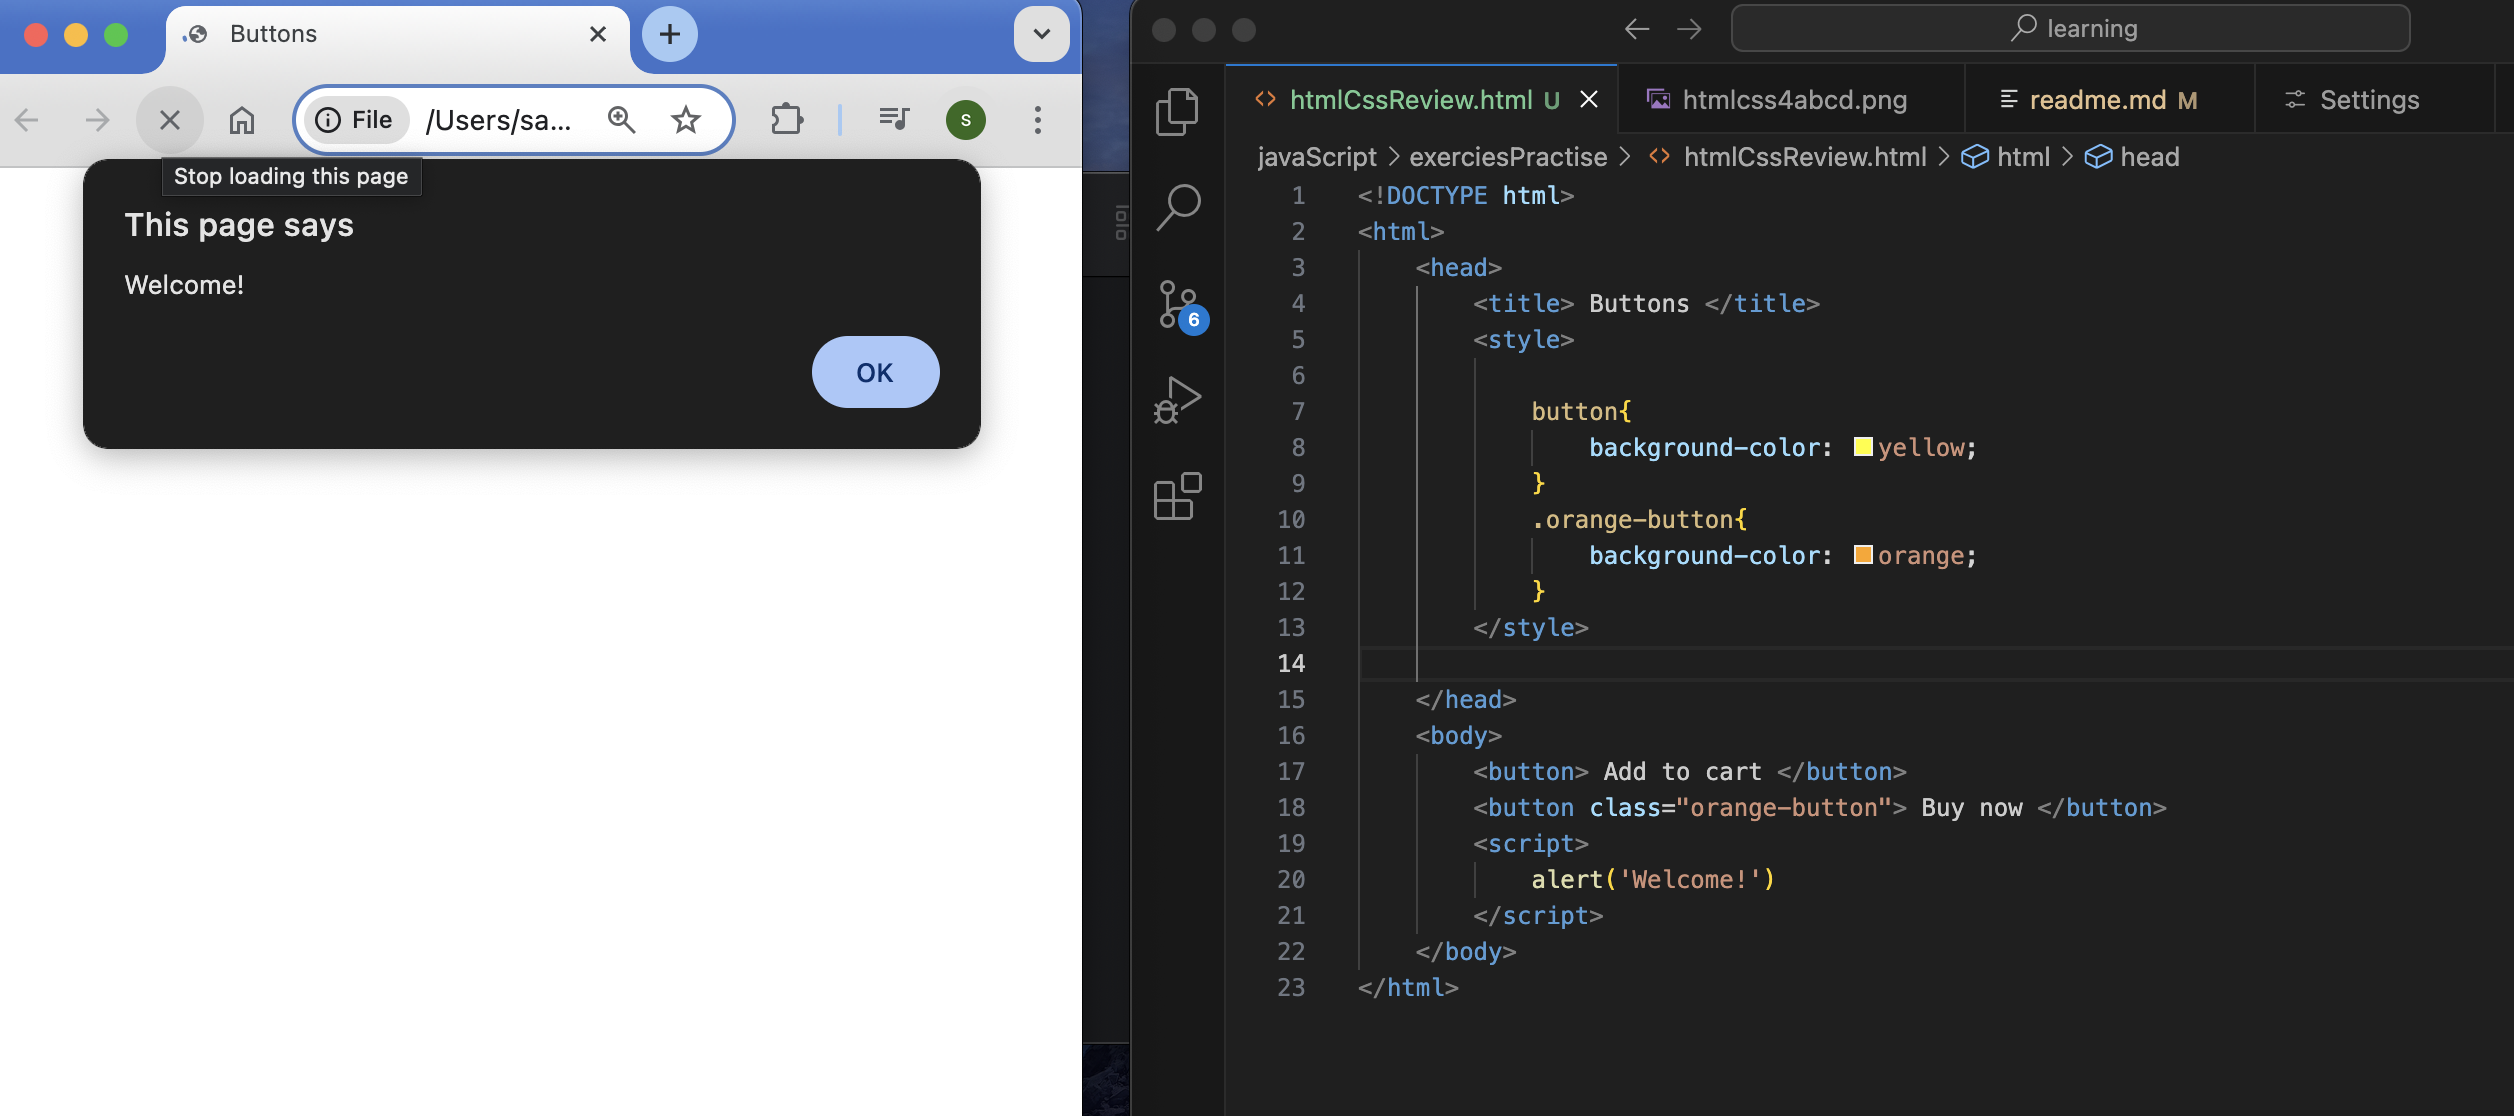 Buttons
File /Users/sa...
S
Stop loading this page
This page says
Welcome!
OK
learning
htmlCssReview.html U
htmlcss4abcd.png
readme.md M
Settings
javaScript > exerciesPractise > htmlCssReview.html > html > head
6
1 <!DOCTYPE html>
2 <html>
3 <head>
4 <title> Buttons </title>
5 <style>
6
7 button{
8 background-color: yellow;
9 }
10 .orange-button{
11 background-color: orange;
12 }
13 </style>
14
15 </head>
16 <body>
17 <button> Add to cart </button>
18 <button class="orange-button"> Buy now </button>
19 <script>
20 alert('Welcome!')
21 </script>
22 </body>
23 </html>